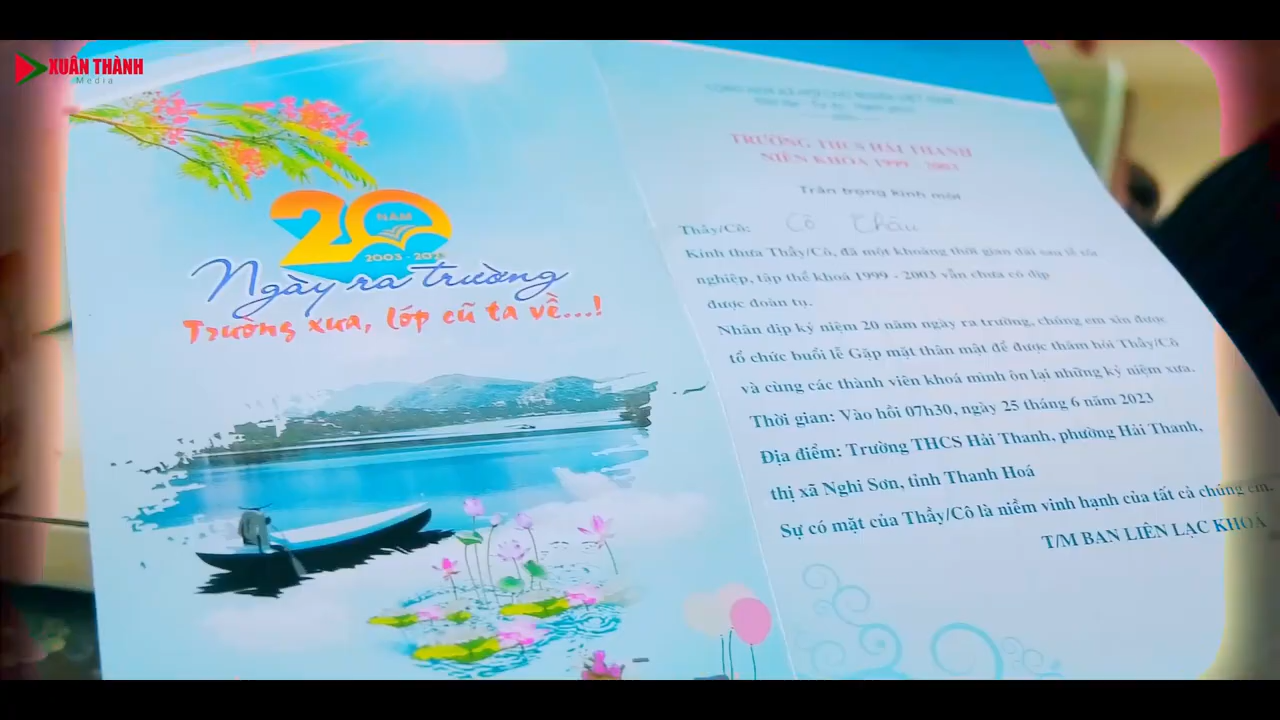 XUÂN THÀNH
Media
20
NĂM
2003 - 2023
Ngày ra trường
Trường xưa, lớp cũ ta về...!
TRƯỜNG THCS HẢI THANH
NIÊN KHOÁ 1999 - 2003
Trân trọng kính mời
Thầy/Cô: Cô Châu
Kính thưa Thầy/Cô, đã một khoảng thời gian dài sau lễ tốt
nghiệp, tập thể khoá 1999 - 2003 vẫn chưa có dịp
được đoàn tụ.
Nhân dịp kỷ niệm 20 năm ngày ra trường, chúng em xin được
tổ chức buổi lễ Gặp mặt thân mật để được thăm hỏi Thầy/Cô
và cùng các thành viên khoá mình ôn lại những kỷ niệm xưa.
Thời gian: Vào hồi 07h30, ngày 25 tháng 6 năm 2023
Địa điểm: Trường THCS Hải Thanh, phường Hải Thanh,
thị xã Nghi Sơn, tỉnh Thanh Hoá
Sự có mặt của Thầy/Cô là niềm vinh hạnh của tất cả chúng em.
T/M BAN LIÊN LẠC KHOÁ